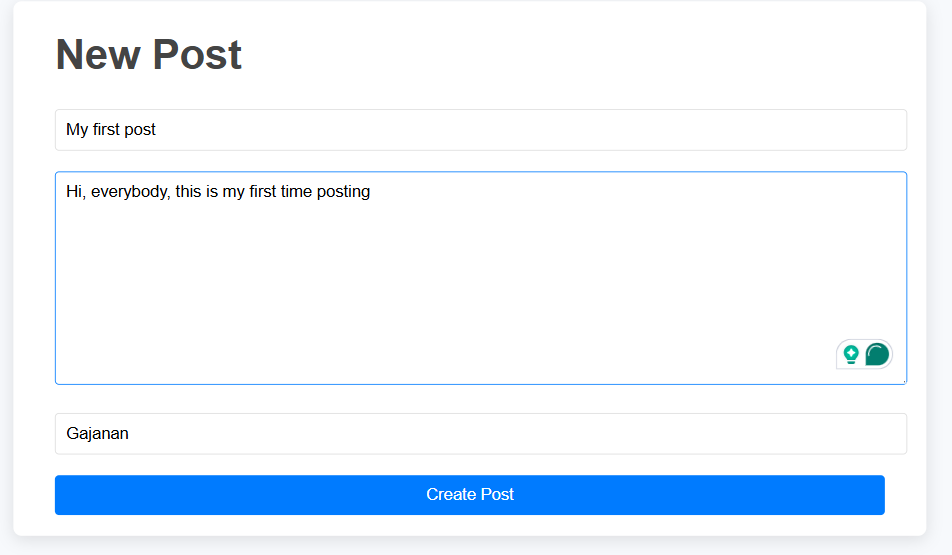 New Post
My first post
Hi, everybody, this is my first time posting
Gajanan
Create Post